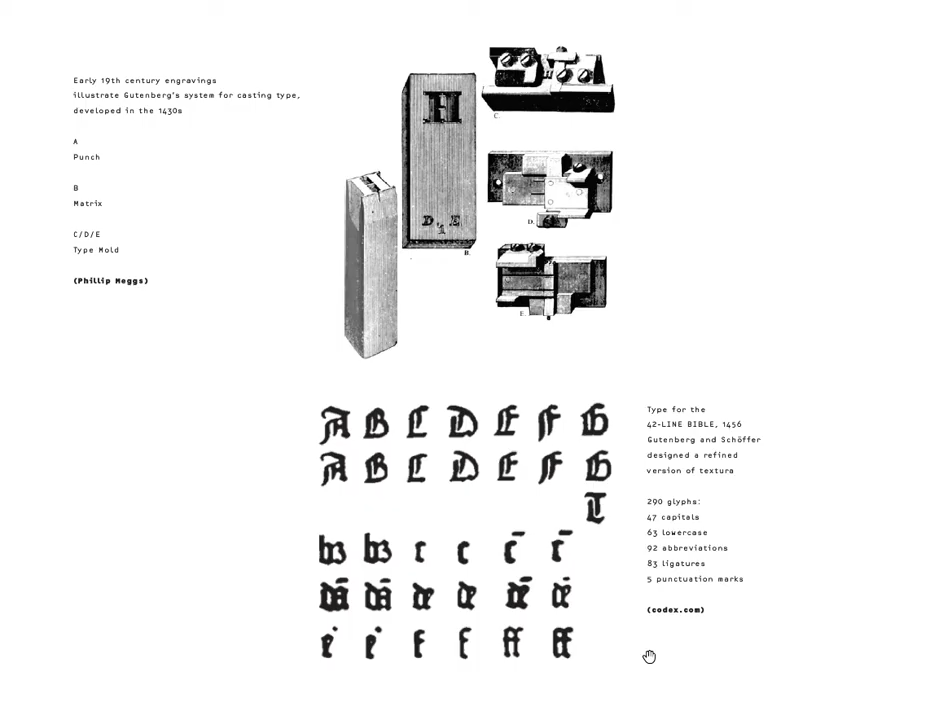 Early 19th century engravings
illustrate Gutenberg's system for casting type,
developed in the 1430s
A
Punch
B
Matrix
C/D/E
Type Mold
(Phillip Meggs)
H
D E
B.
C.
D.
E.
A B C D E F G
A B C D E F G
Type for the
42-LINE BIBLE, 1456
Gutenberg and Schöffer
designed a refined
version of textura
290 glyphs:
47 capitals
63 lowercase
92 abbreviations
83 ligatures
5 punctuation marks
(codex.com)